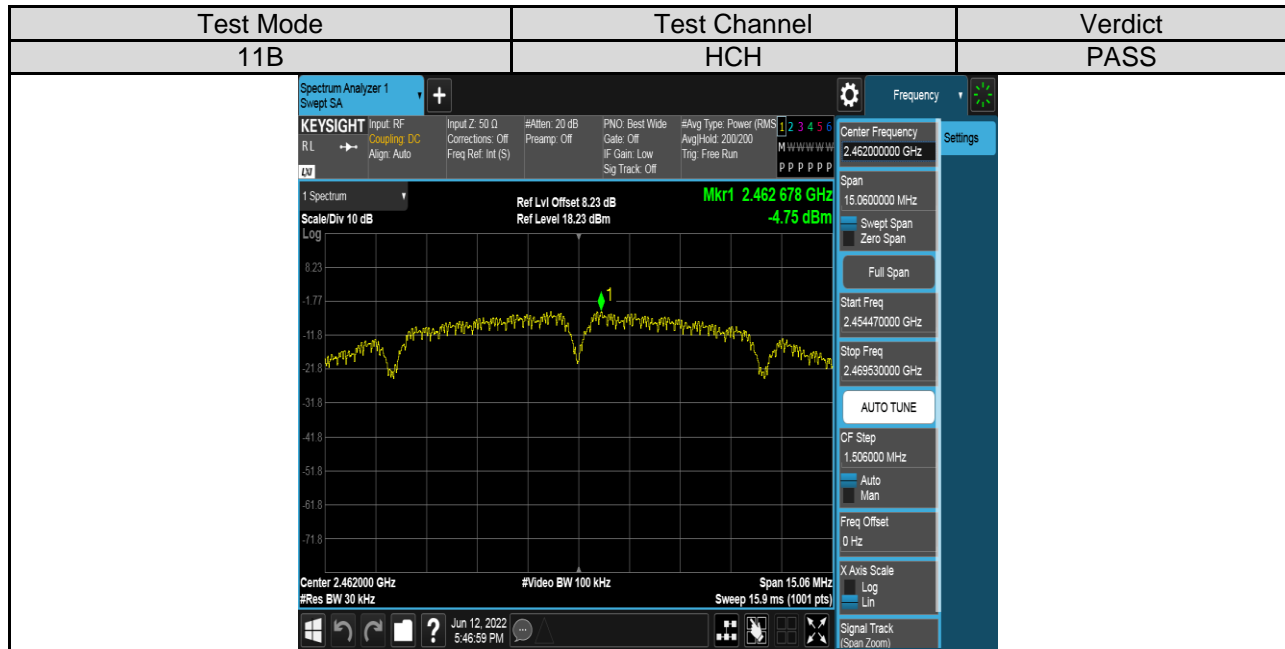 Test Mode Test Channel Verdict
11B HCH PASS
Spectrum Analyzer 1
Swept SA
Frequency
KEYSIGHT Input: RF Input Z: 50 Ω #Atten: 20 dB PNO: Best Wide #Avg Type: Power (RMS 1 2 3 4 5 6
RL Coupling: DC Corrections: Off Preamp: Off Gate: Off Avg|Hold: 200/200 M W W W W W
Align: Auto Freq Ref: Int (S) IF Gain: Low Trig: Free Run
LXI Sig Track: Off P P P P P P
1 Spectrum
Ref Lvl Offset 8.23 dB
Mkr1 2.462 678 GHz
Scale/Div 10 dB Ref Level 18.23 dBm -4.75 dBm
Log
8.23
1
-1.77
-11.8
-21.8
-31.8
-41.8
-51.8
-61.8
-71.8
Center 2.462000 GHz #Video BW 100 kHz Span 15.06 MHz
#Res BW 30 kHz Sweep 15.9 ms (1001 pts)
? Jun 12, 2022
5:46:59 PM
Center Frequency
2.462000000 GHz
Settings
Span
15.0600000 MHz
Swept Span
Zero Span
Full Span
Start Freq
2.454470000 GHz
Stop Freq
2.469530000 GHz
AUTO TUNE
CF Step
1.506000 MHz
Auto
Man
Freq Offset
0 Hz
X Axis Scale
Log
Lin
Signal Track
(Span Zoom)